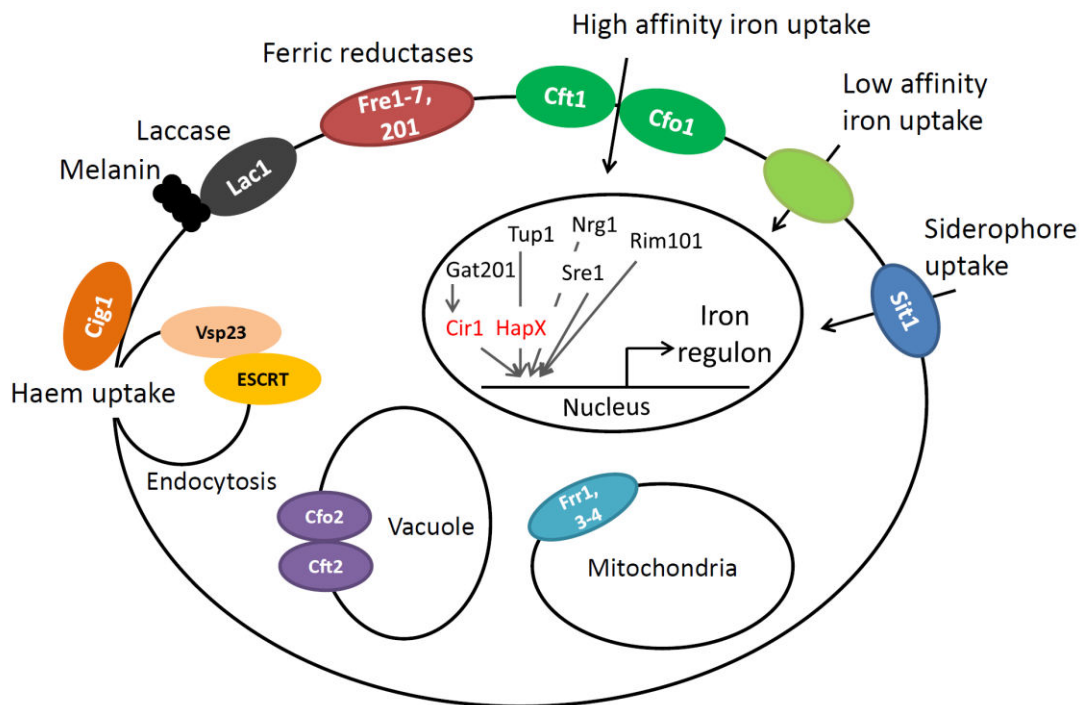 High affinity iron uptake
Ferric reductases
Cft1
Fre1-7,
201
Cfo1
Low affinity
iron uptake
Laccase
Melanin
Lac1
Siderophore
uptake
Sit1
Tup1
Nrg1
Rim101
Gat201
Sre1
Cir1
HapX
Iron
regulon
Nucleus
Cig1
Vsp23
ESCRT
Haem uptake
Endocytosis
Cfo2
Cft2
Vacuole
Frr1,
3-4
Mitochondria